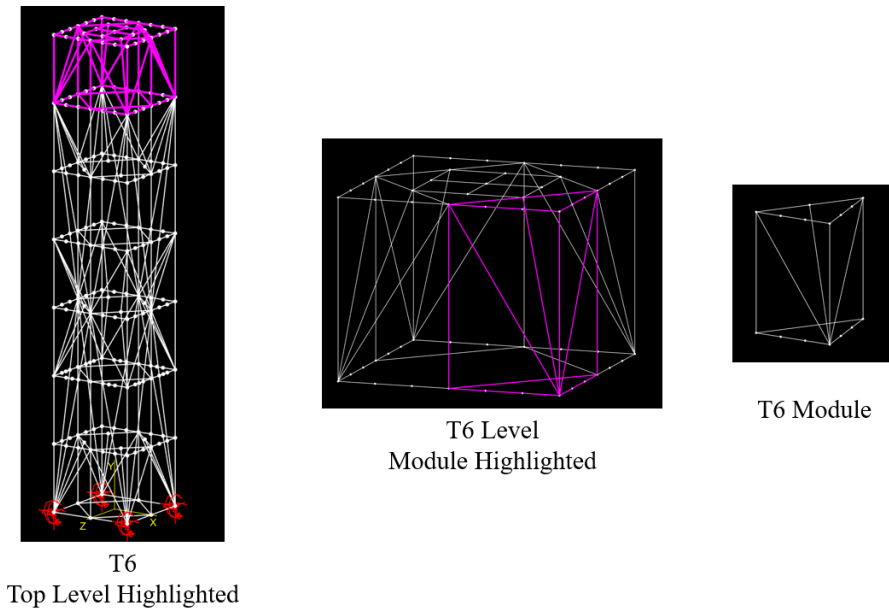 Y
Z
X
T6
Top Level Highlighted
T6 Level
Module Highlighted
T6 Module